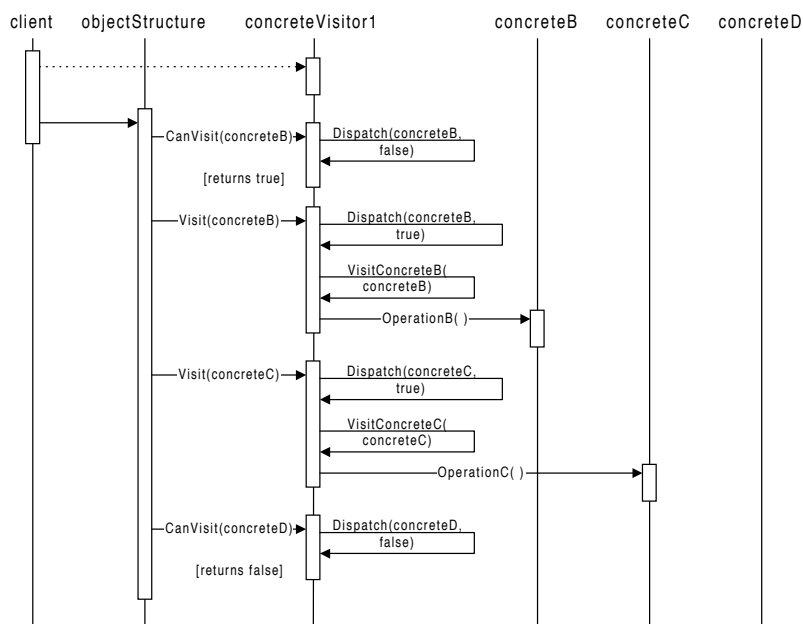 client objectStructure concreteVisitor1 concreteB concreteC concreteD
CanVisit(concreteB) Dispatch(concreteB,
false)
[returns true]
Visit(concreteB) Dispatch(concreteB,
true)
VisitConcreteB(
concreteB)
OperationB( )
Visit(concreteC) Dispatch(concreteC,
true)
VisitConcreteC(
concreteC)
OperationC( )
CanVisit(concreteD) Dispatch(concreteD,
false)
[returns false]